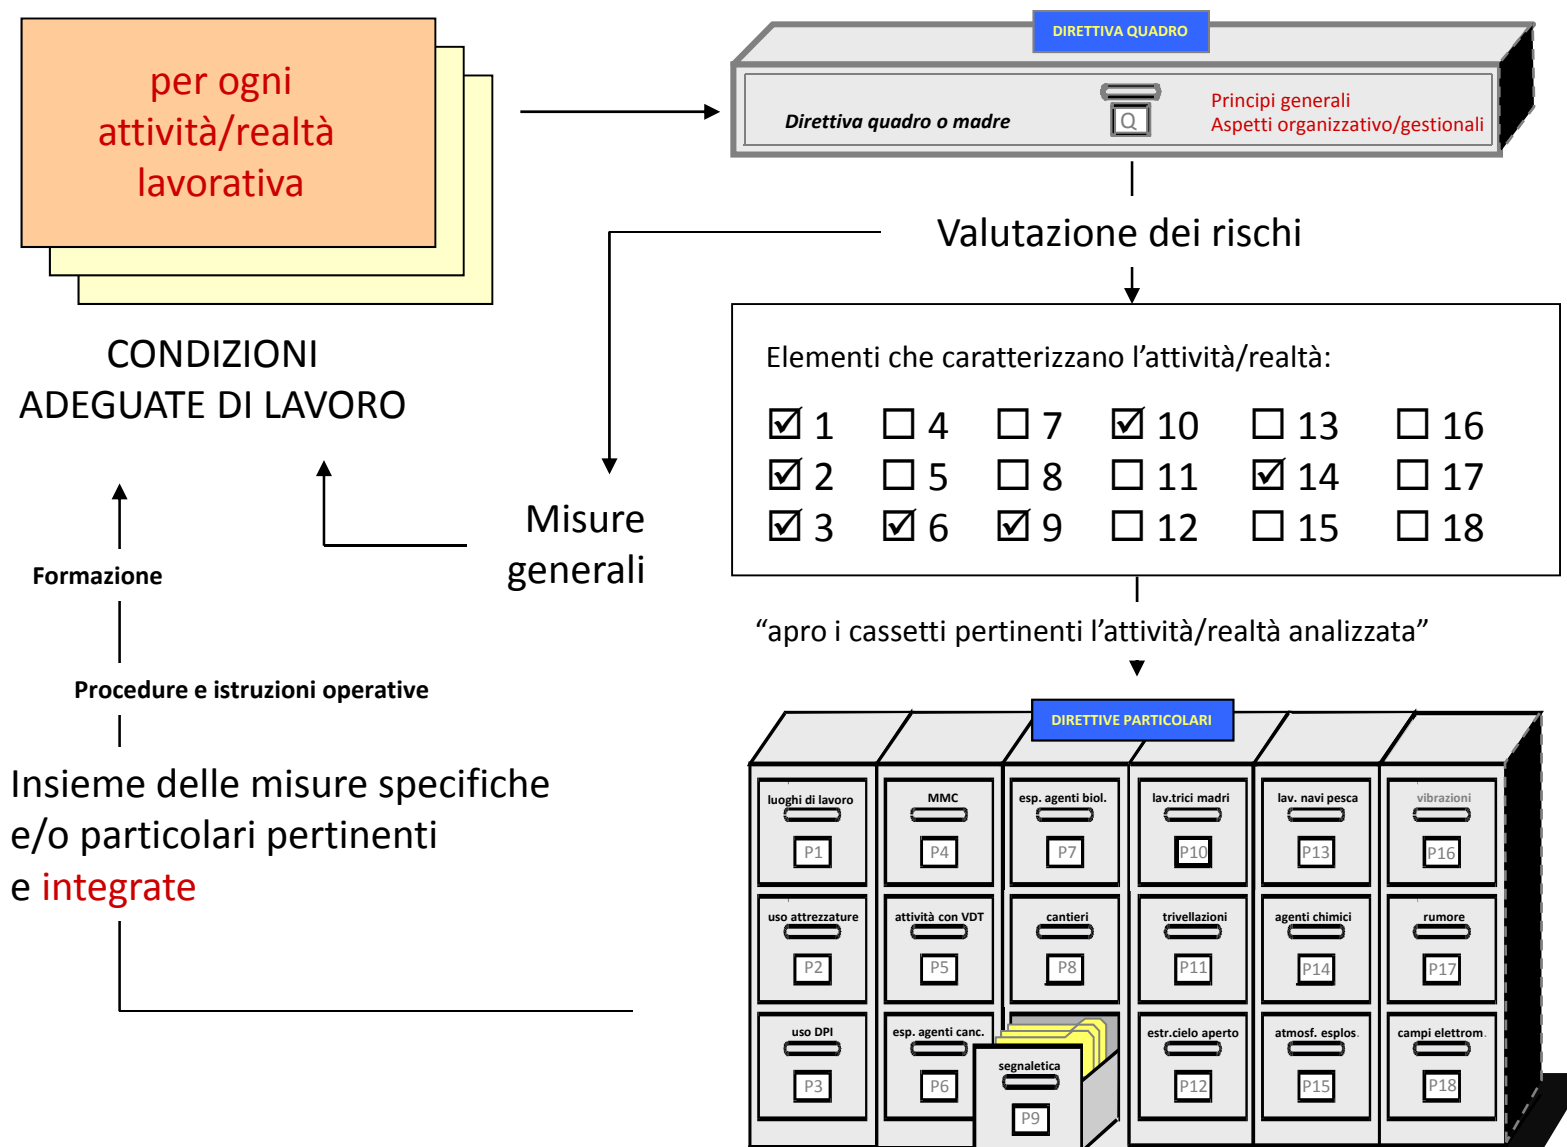 per ogni
attività/realtà
lavorativa
DIRETTIVA QUADRO
Direttiva quadro o madre
Q
Principi generali
Aspetti organizzativo/gestionali
Valutazione dei rischi
CONDIZIONI
ADEGUATE DI LAVORO
Elementi che caratterizzano l’attività/realtà:
1 4 7 10 13 16
2 5 8 11 14 17
3 6 9 12 15 18
Misure
generali
Formazione
“apro i cassetti pertinenti l’attività/realtà analizzata”
Procedure e istruzioni operative
Insieme delle misure specifiche
e/o particolari pertinenti
e integrate
DIRETTIVE PARTICOLARI
luoghi di lavoro MMC esp. agenti biol. lav.trici madri lav. navi pesca vibrazioni
P1 P4 P7 P10 P13 P16
uso attrezzature attività con VDT cantieri trivellazioni agenti chimici rumore
P2 P5 P8 P11 P14 P17
uso DPI esp. agenti canc. estr.cielo aperto atmosf. esplos. campi elettrom.
segnaletica
P3 P6 P12 P15 P18
P9